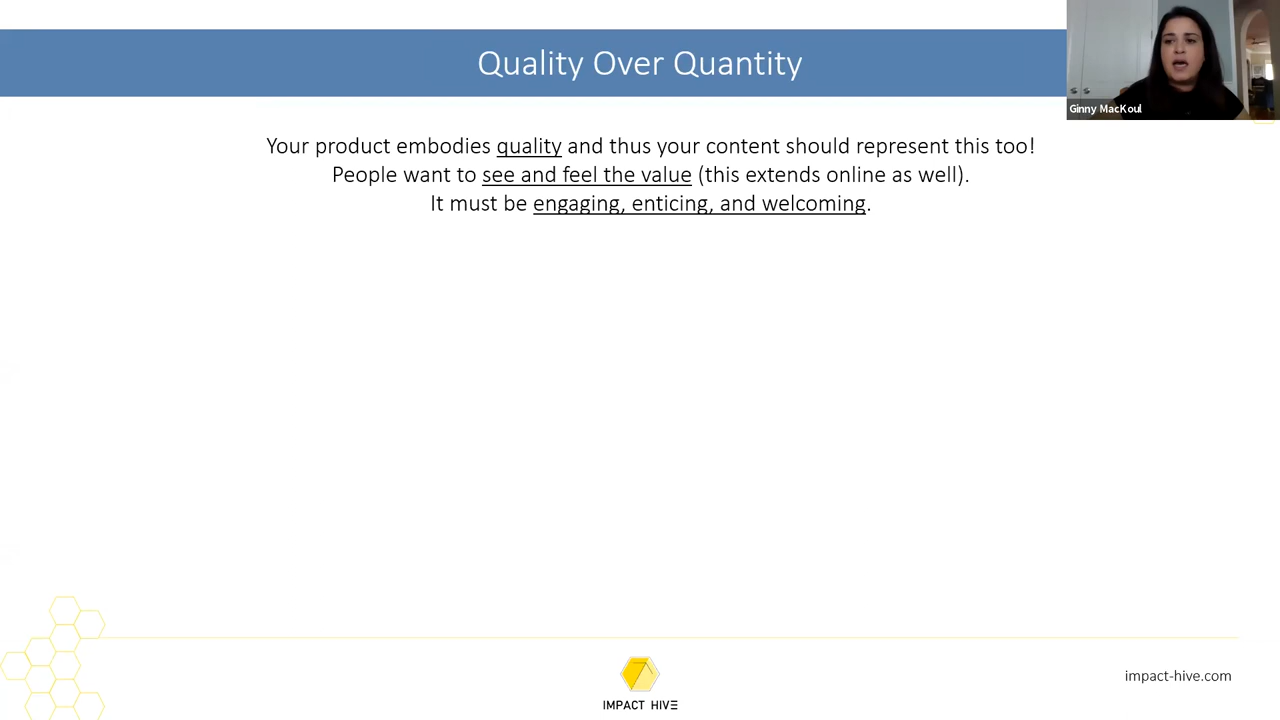 Quality Over Quantity
Ginny MacKoul
Your product embodies quality and thus your content should represent this too!
People want to see and feel the value (this extends online as well).
It must be engaging, enticing, and welcoming.
IMPACT HIVE
impact-hive.com